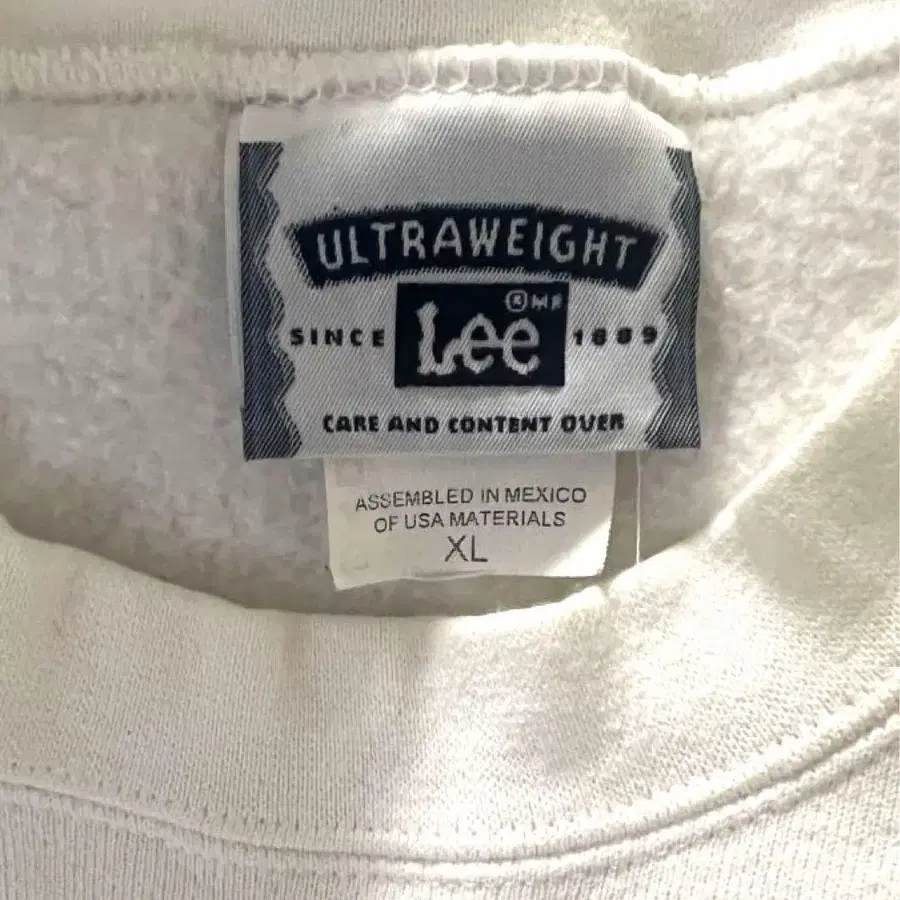 ULTRAWEIGHT
® MR
SINCE Lee 1889
CARE AND CONTENT OVER
ASSEMBLED IN MEXICO
OF USA MATERIALS
XL